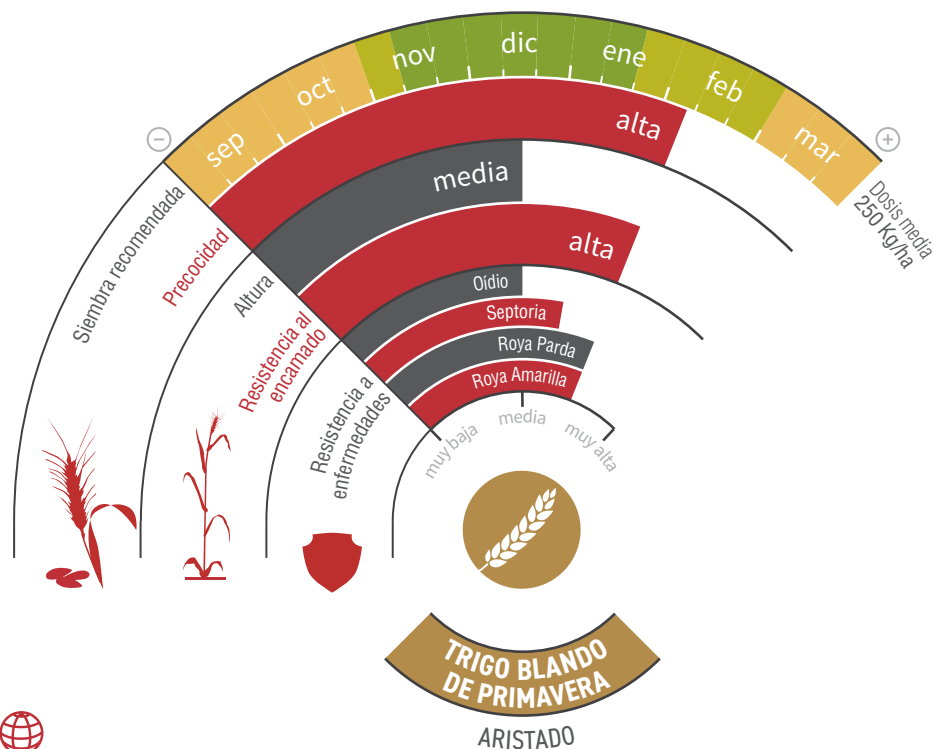 sep
oct
nov
dic
ene
feb
mar
−
+
Dosis media
250 Kg/ha
Siembra recomendada
Precocidad
alta
Altura
media
Resistencia al
encamado
alta
Resistencia a
enfermedades
Oídio
Septoria
Roya Parda
Roya Amarilla
muy baja
media
muy alta
TRIGO BLANDO
DE PRIMAVERA
ARISTADO